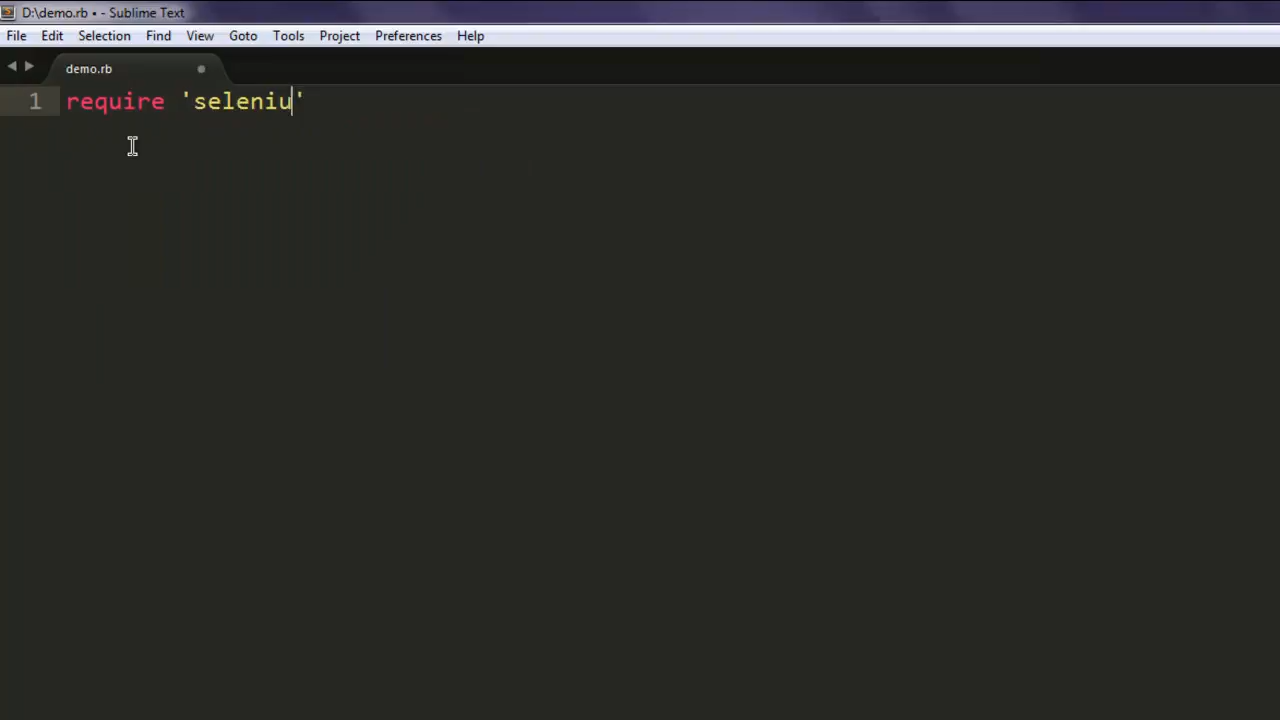 D:\demo.rb • - Sublime Text
File Edit Selection Find View Goto Tools Project Preferences Help
demo.rb
1 require 'seleniu'